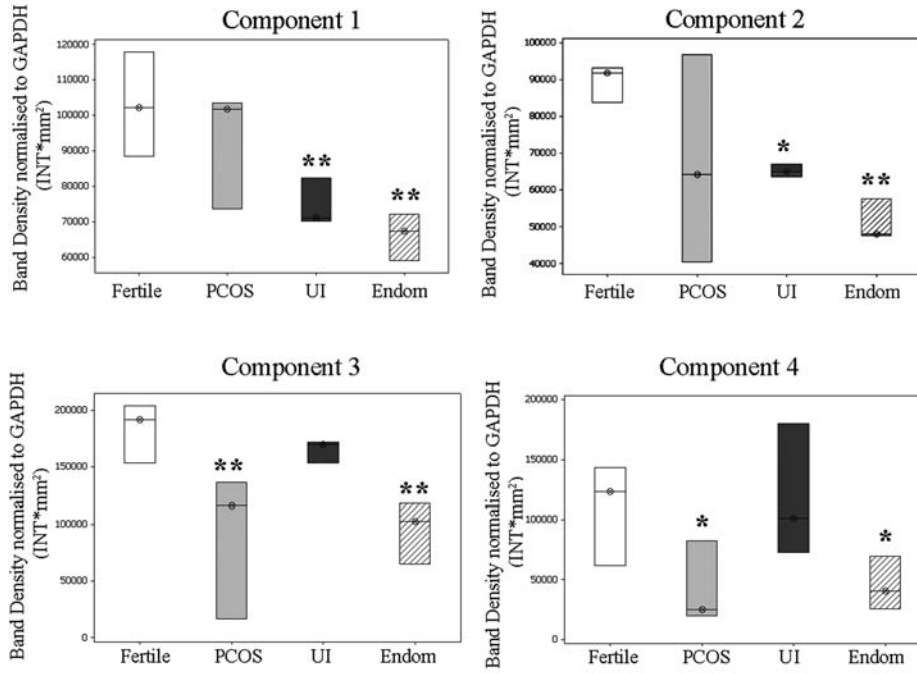 Component 1
Band Density normalised to GAPDH
(INT*mm²)
120000
110000
100000
90000
80000
70000
60000
**
**
Fertile PCOS UI Endom
Component 2
Band Density normalised to GAPDH
(INT*mm²)
100000
90000
80000
70000
60000
50000
40000
*
**
Fertile PCOS UI Endom
Component 3
Band Density normalised to GAPDH
(INT*mm²)
200000
150000
100000
50000
0
**
**
Fertile PCOS UI Endom
Component 4
Band Density normalised to GAPDH
(INT*mm²)
200000
150000
100000
50000
0
*
*
Fertile PCOS UI Endom